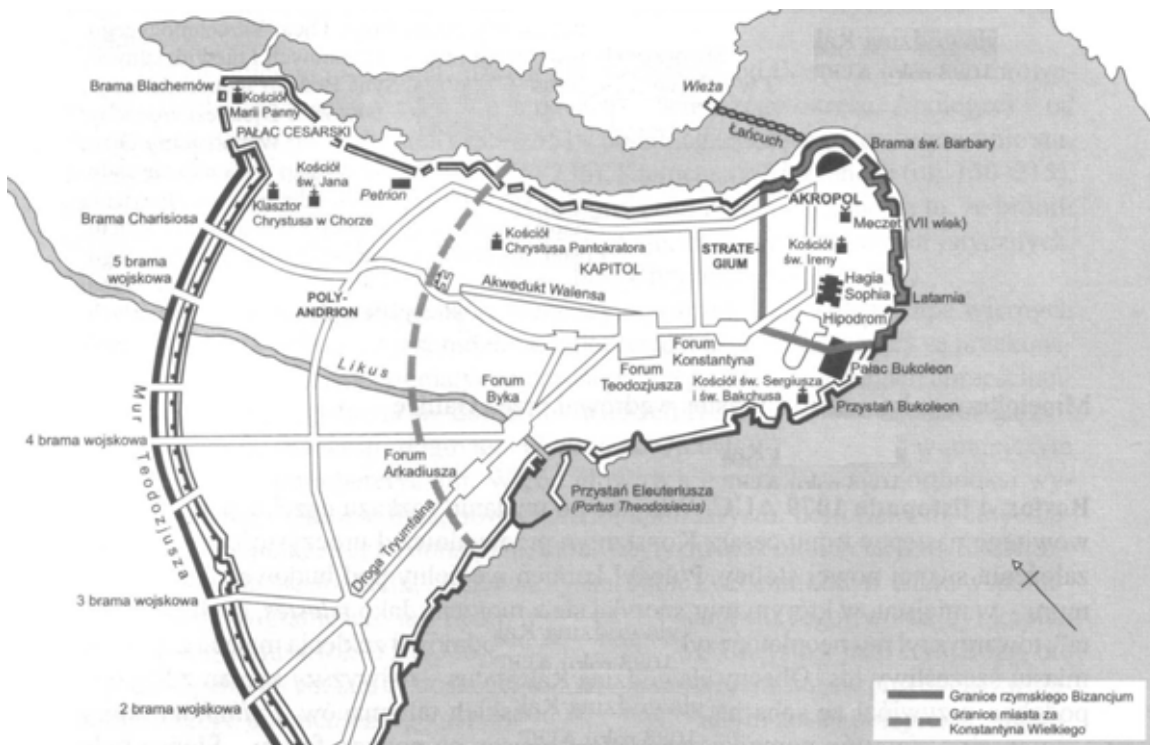 Brama Blachernów
Kościół
Marii Panny
PAŁAC CESARSKI
Wieża
Łańcuch
Brama św. Barbary
Kościół
św. Jana
Petrion
Klasztor
Chrystusa w Chorze
AKROPOL
Meczet (VII wiek)
Brama Charisiosa
Kościół
Chrystusa Pantokratora
STRATE-
GIUM
Kościół
św. Ireny
KAPITOL
5 brama
wojskowa
POLY-
ANDRION
Akwedukt Walensa
Hagia
Sophia
Latarnia
Hipodrom
Forum
Konstantyna
Likus
Forum
Teodozjusza
Pałac Bukoleon
Forum
Byka
Kościół św. Sergiusza
i św. Bakchusa
Przystań Bukoleon
4 brama wojskowa
Mur Teodozjusza
Forum
Arkadiusza
Przystań Eleuteriusza
(Portus Theodosiacus)
Droga Tryumfalna
3 brama wojskowa
2 brama wojskowa
Granice rzymskiego Bizancjum
Granice miasta za
Konstantyna Wielkiego